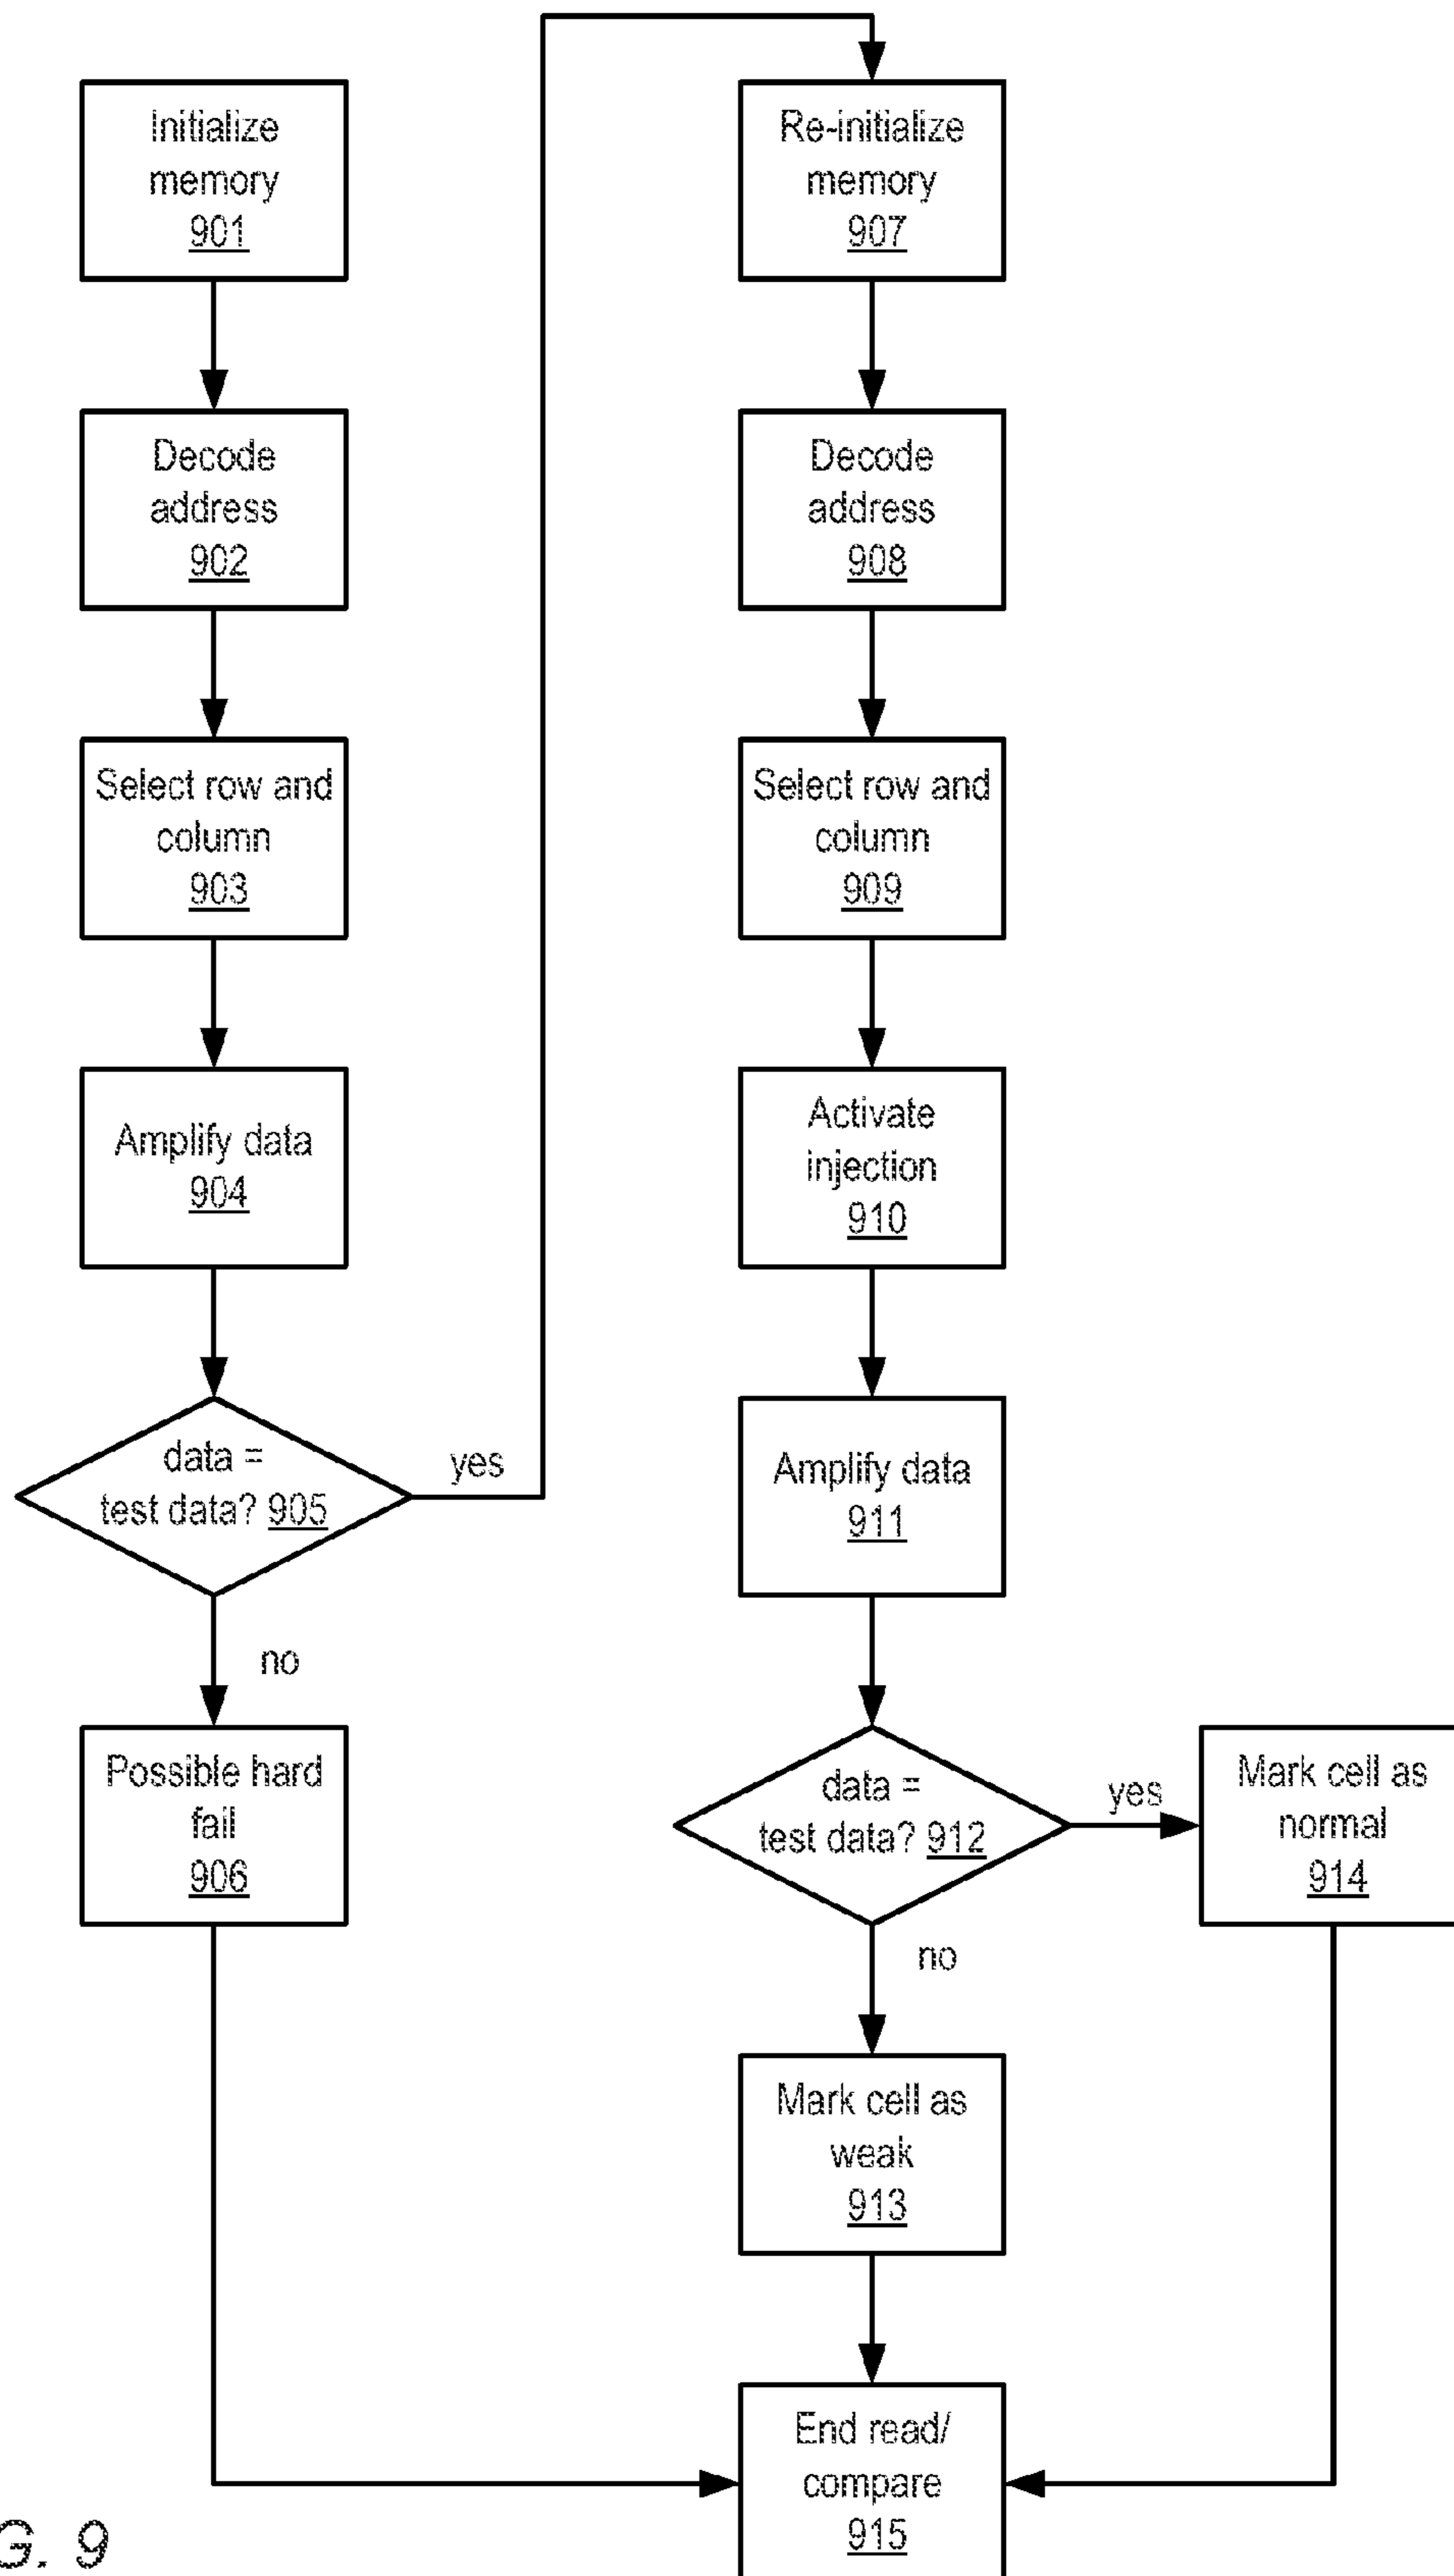 Initialize
memory
901
Decode
address
902
Select row and
column
903
Amplify data
904
data =
test data? 905
yes
no
Possible hard
fail
906
Re-initialize
memory
907
Decode
address
908
Select row and
column
909
Activate
injection
910
Amplify data
911
data =
test data? 912
yes
no
Mark cell as
normal
914
Mark cell as
weak
913
End read/
compare
915
G. 9